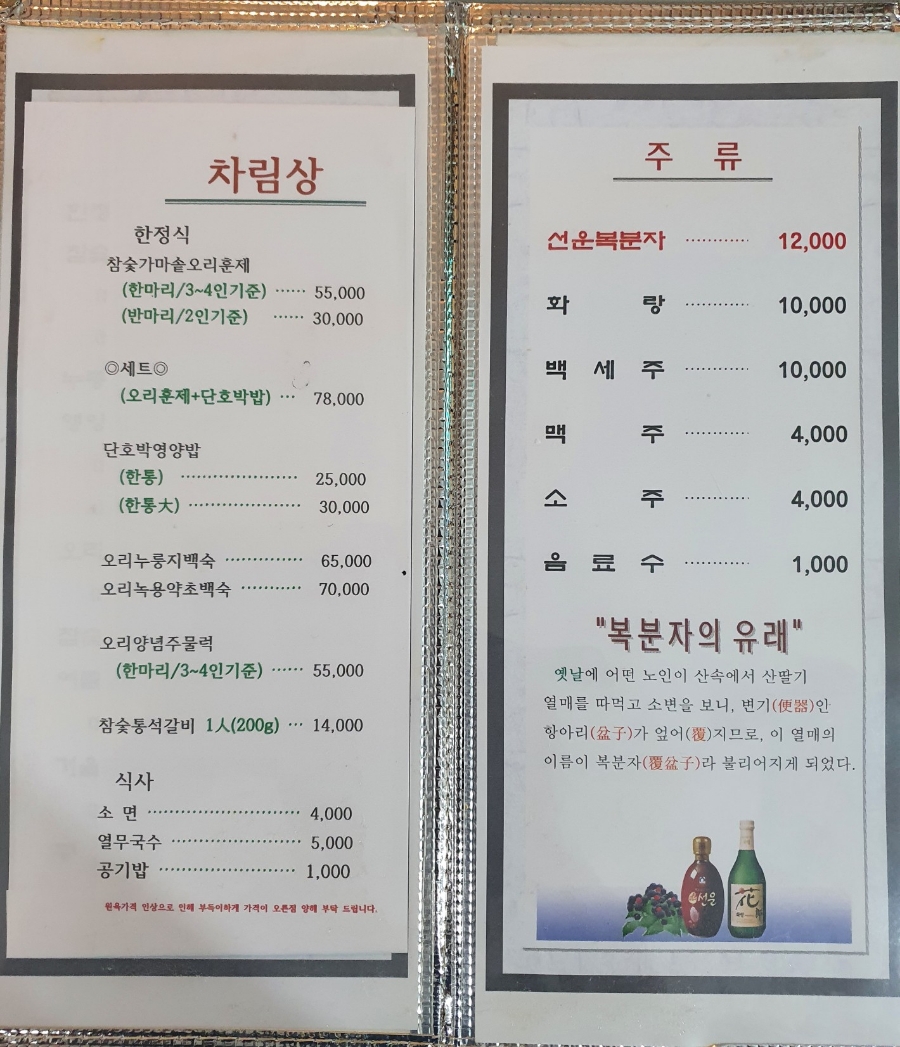 차림상
한정식
참숯가마솥오리훈제
(한마리/3~4인기준) ······ 55,000
(반마리/2인기준) ······ 30,000
◎세트◎
(오리훈제+단호박밥) ··· 78,000
단호박영양밥
(한통) ······················ 25,000
(한통大) ····················· 30,000
오리누룽지백숙 ··············· 65,000
오리녹용약초백숙 ············ 70,000
오리양념주물럭
(한마리/3~4인기준) ······ 55,000
참숯통석갈비 1人(200g) ··· 14,000
식사
소 면 ···························· 4,000
열무국수 ························ 5,000
공기밥 ························· 1,000
원육가격 인상으로 인해 부득이하게 가격이 오른점 양해 부탁 드립니다.
주 류
선운복분자 ············ 12,000
화 랑 ············ 10,000
백 세 주 ············ 10,000
맥 주 ············ 4,000
소 주 ············ 4,000
음 료 수 ············ 1,000
"복분자의 유래"
옛날에 어떤 노인이 산속에서 산딸기
열매를 따먹고 소변을 보니, 변기(便器)인
항아리(盆子)가 엎어(覆)지므로, 이 열매의
이름이 복분자(覆盆子)라 불리어지게 되었다.
선운
花